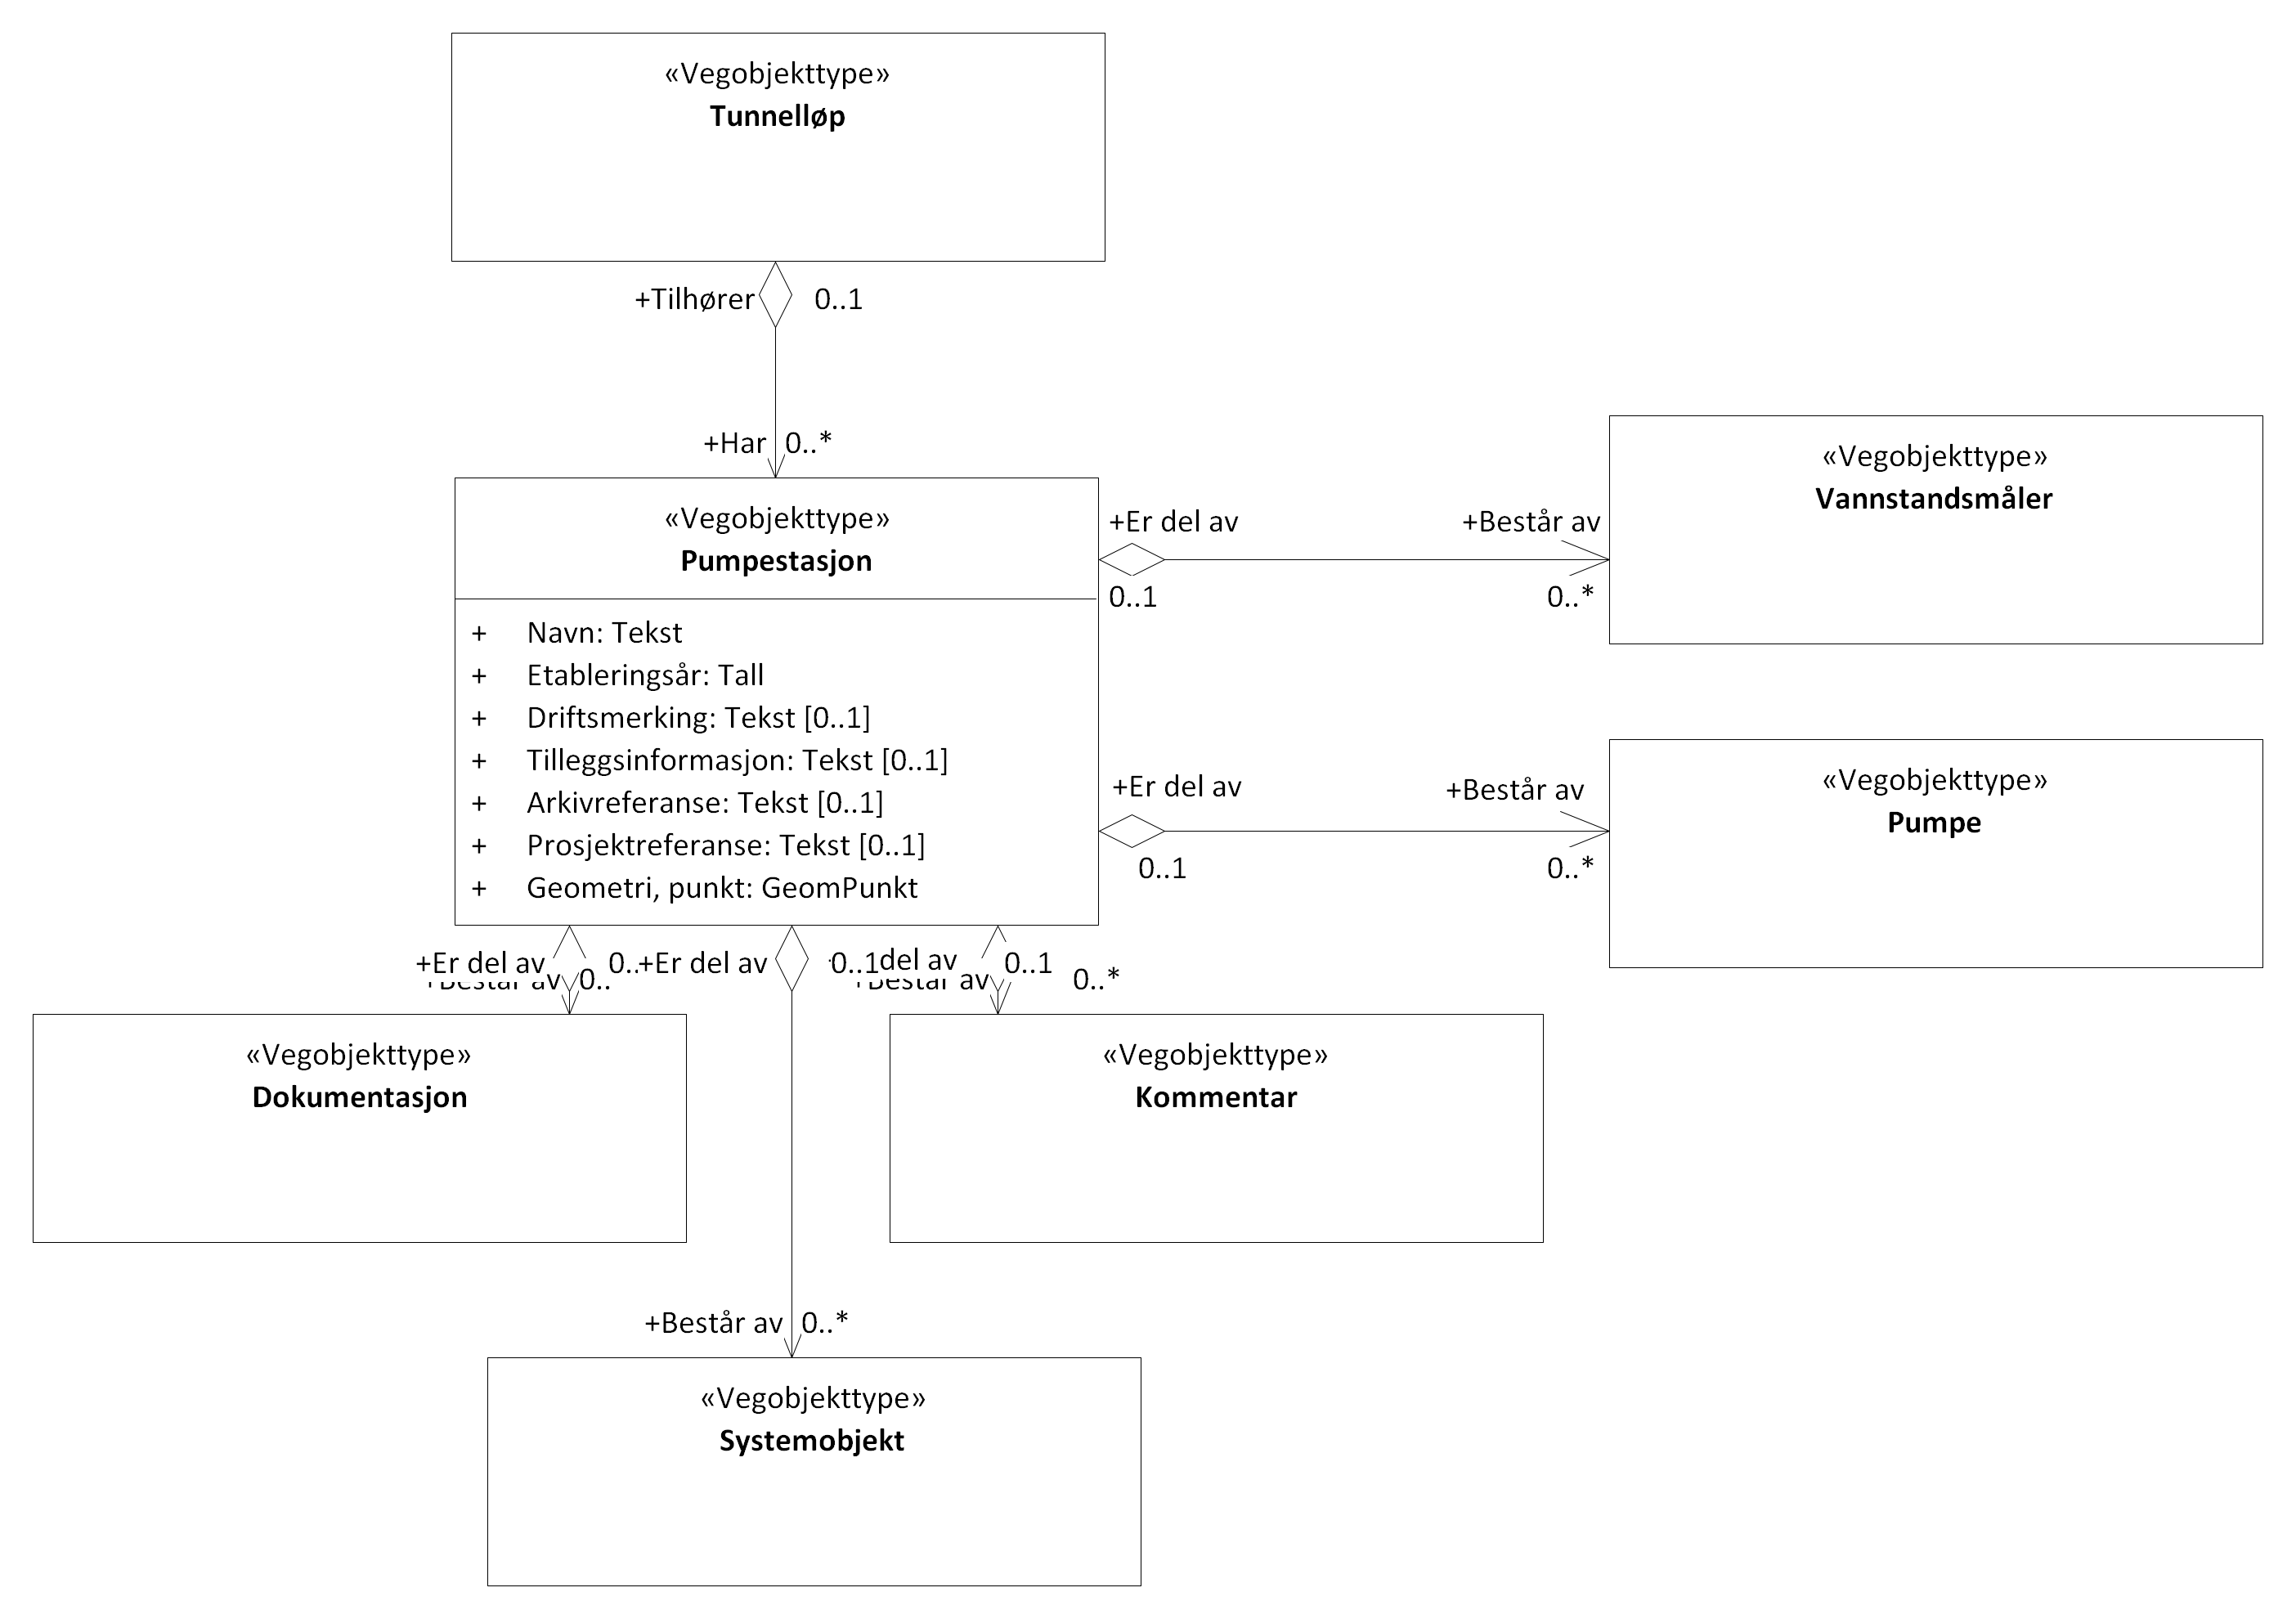 «Vegobjekttype»
Tunnelløp
+Tilhører 0..1
+Har 0..*
«Vegobjekttype»
Pumpestasjon
+ Navn: Tekst
+ Etableringsår: Tall
+ Driftsmerking: Tekst [0..1]
+ Tilleggsinformasjon: Tekst [0..1]
+ Arkivreferanse: Tekst [0..1]
+ Prosjektreferanse: Tekst [0..1]
+ Geometri, punkt: GeomPunkt
+Er del av +Består av
0..1 0..*
«Vegobjekttype»
Vannstandsmåler
+Er del av +Består av
0..1 0..*
«Vegobjekttype»
Pumpe
+Er del av 0.. +Er del av 0..1 del av 0..1
+Består av 0.. +Består av 0..*
«Vegobjekttype»
Dokumentasjon
«Vegobjekttype»
Kommentar
+Består av 0..*
«Vegobjekttype»
Systemobjekt